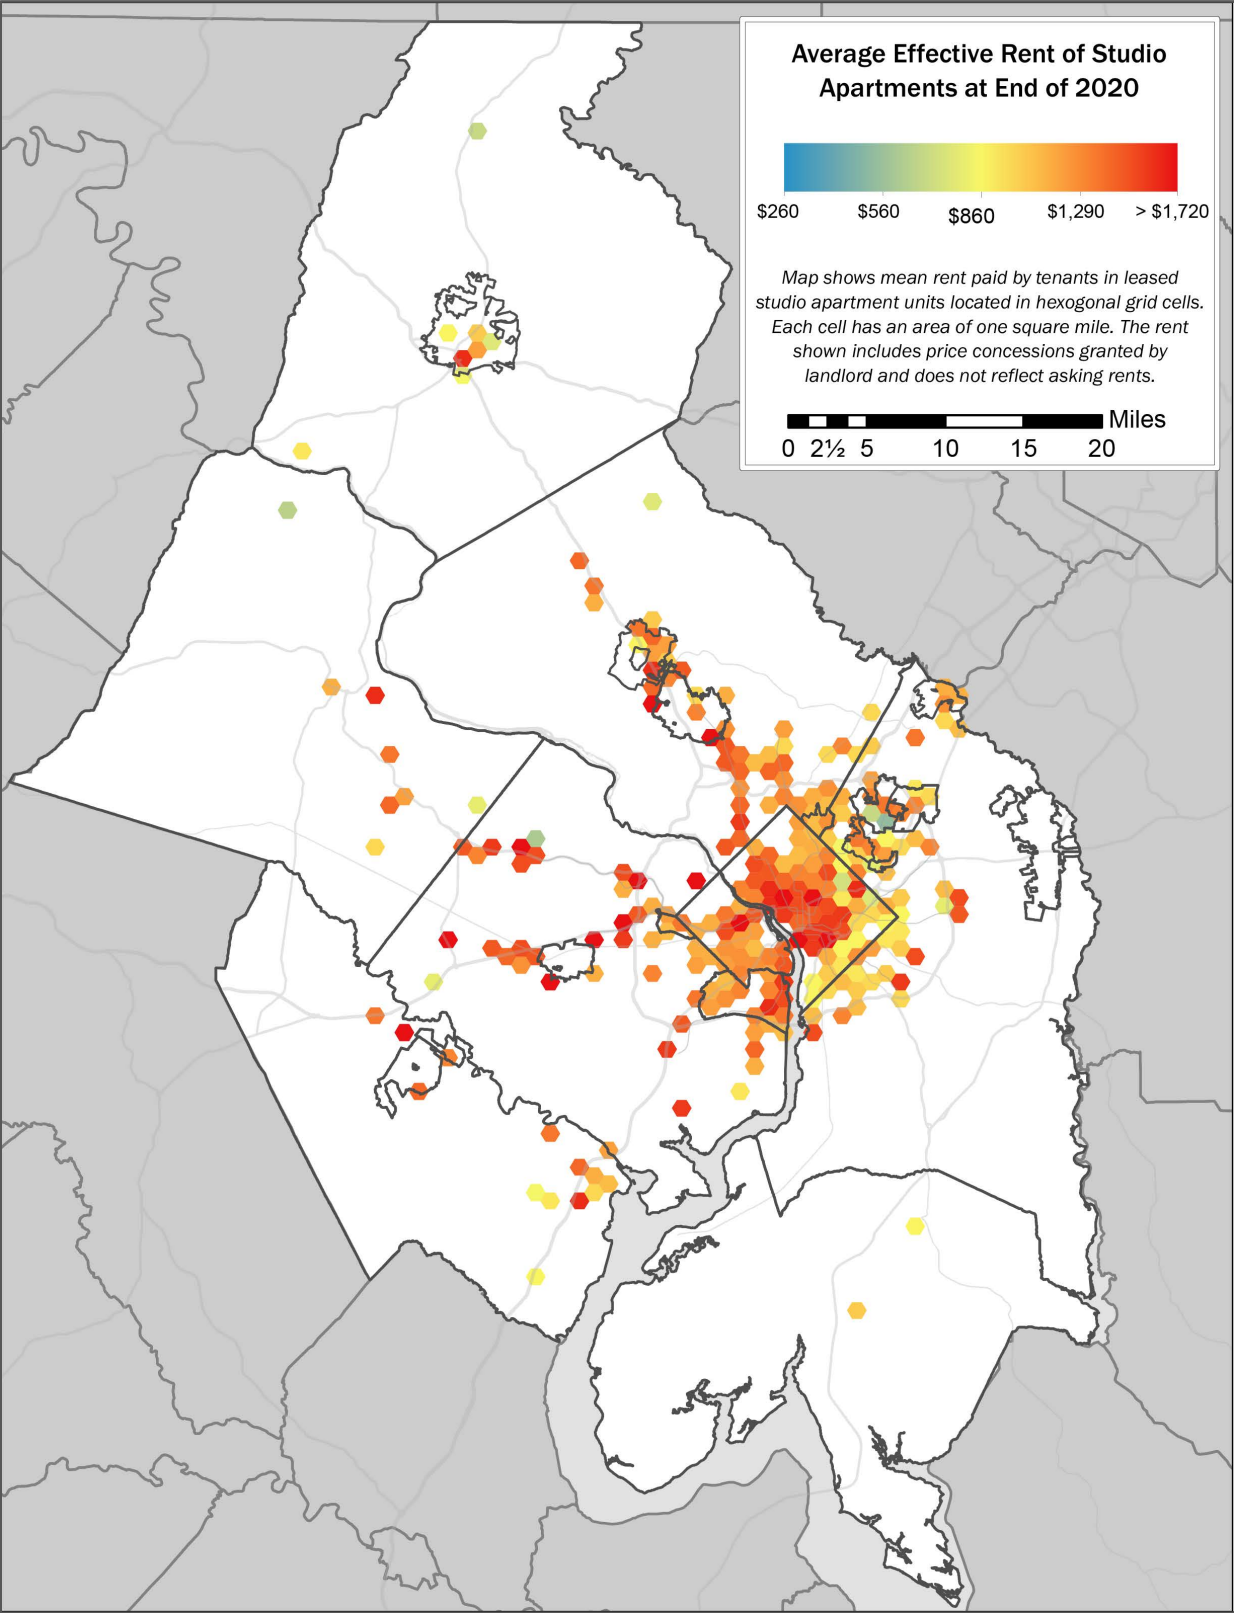 Average Effective Rent of Studio
Apartments at End of 2020
$260 $560 $860 $1,290 > $1,720
Map shows mean rent paid by tenants in leased
studio apartment units located in hexogonal grid cells.
Each cell has an area of one square mile. The rent
shown includes price concessions granted by
landlord and does not reflect asking rents.
Miles
0 2½ 5 10 15 20